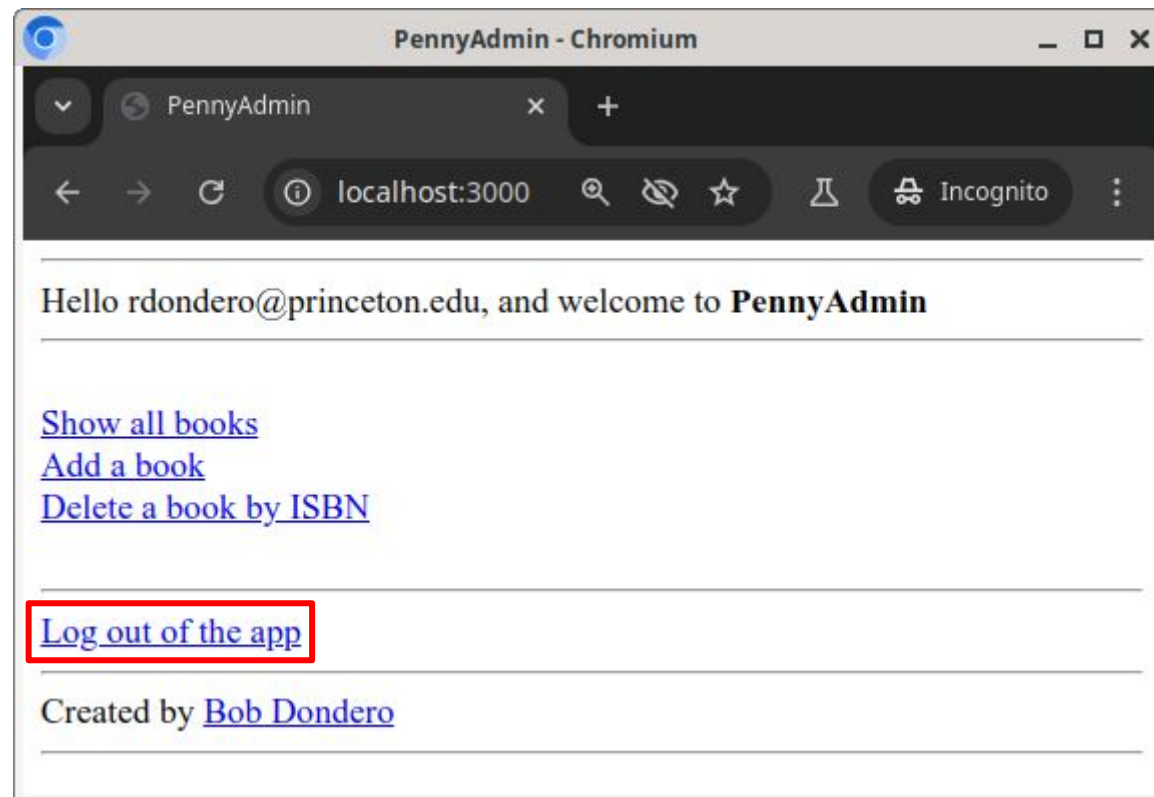 PennyAdmin - Chromium
PennyAdmin
localhost:3000
Incognito
Hello rdondero@princeton.edu, and welcome to PennyAdmin
Show all books
Add a book
Delete a book by ISBN
Log out of the app
Created by Bob Dondero